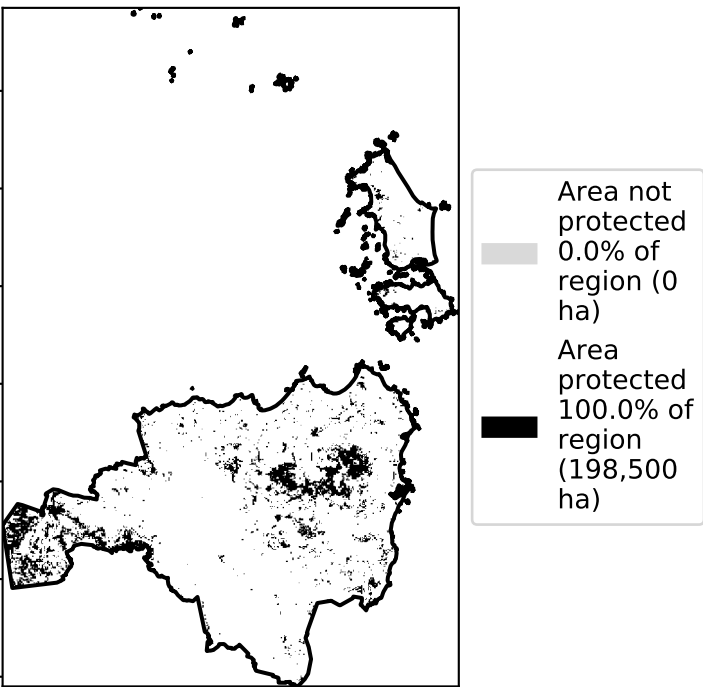 Area not
protected
0.0% of
region (0
ha)
Area
protected
100.0% of
region
(198,500
ha)